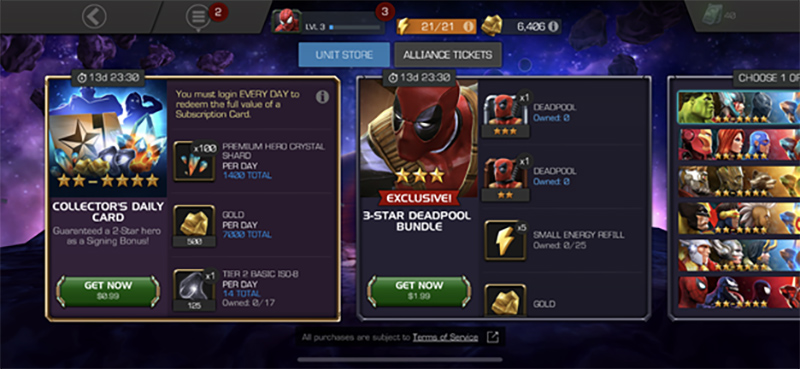 2
LVL 3
3
21/21
6,406
40
UNIT STORE
ALLIANCE TICKETS
13d 23:30
You must login EVERY DAY to
redeem the full value of a
Subscription Card.
x100
PREMIUM HERO CRYSTAL
SHARD
PER DAY
1400 TOTAL
COLLECTOR'S DAILY
CARD
Guaranteed a 2-Star hero
as a Signing Bonus!
GOLD
PER DAY
7000 TOTAL
500
x1
TIER 2 BASIC ISO-8
PER DAY
14 TOTAL
Owned: 0/17
125
GET NOW
$0.99
13d 23:30
EXCLUSIVE!
3-STAR DEADPOOL
BUNDLE
x1
DEADPOOL
Owned: 0
x1
DEADPOOL
Owned: 0
x5
SMALL ENERGY REFILL
Owned: 0/25
GOLD
GET NOW
$1.99
CHOOSE 1 OF
All purchases are subject to Terms of Service